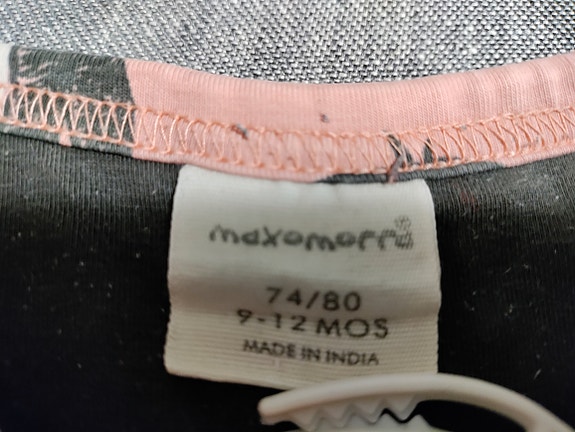 maxomorra
74/80
9-12 MOS
MADE IN INDIA